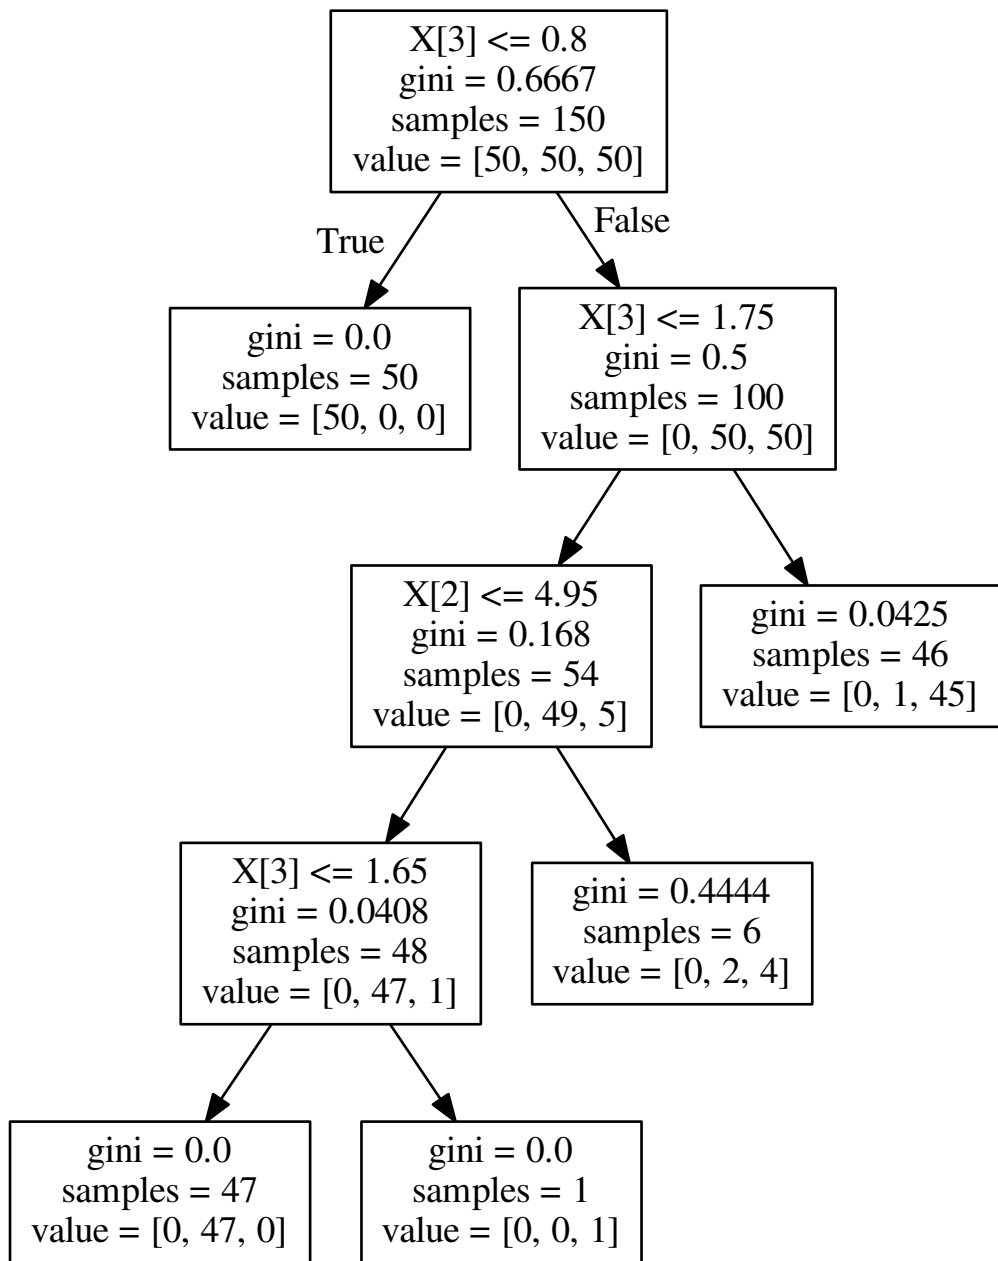 X[3] <= 0.8
gini = 0.6667
samples = 150
value = [50, 50, 50]
True
False
gini = 0.0
samples = 50
value = [50, 0, 0]
X[3] <= 1.75
gini = 0.5
samples = 100
value = [0, 50, 50]
X[2] <= 4.95
gini = 0.168
samples = 54
value = [0, 49, 5]
gini = 0.0425
samples = 46
value = [0, 1, 45]
X[3] <= 1.65
gini = 0.0408
samples = 48
value = [0, 47, 1]
gini = 0.4444
samples = 6
value = [0, 2, 4]
gini = 0.0
samples = 47
value = [0, 47, 0]
gini = 0.0
samples = 1
value = [0, 0, 1]